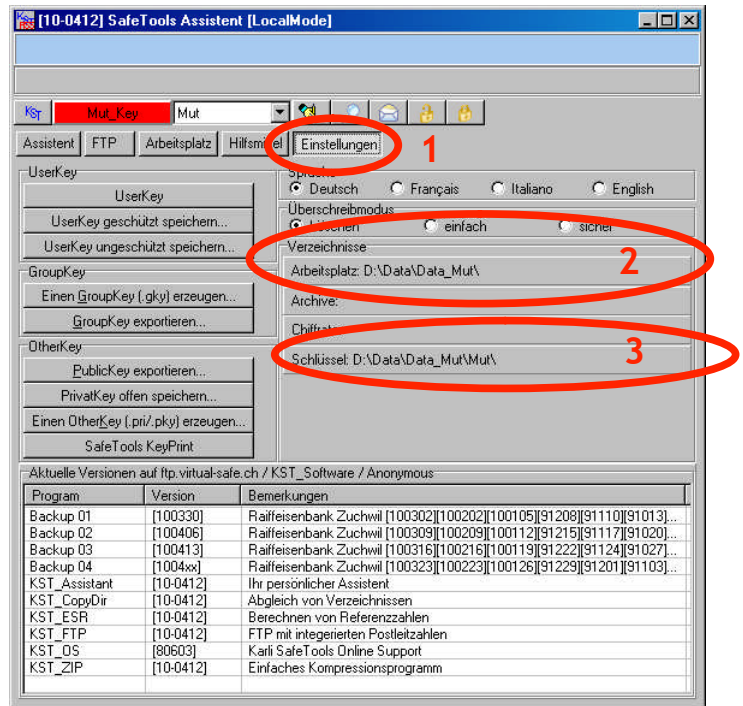 [10-0412] SafeTools Assistent [LocalMode]
KST Mut_Key Mut
Assistent FTP Arbeitsplatz Hilfsmittel Einstellungen 1
UserKey
UserKey
UserKey geschützt speichern...
UserKey ungeschützt speichern...
GroupKey
Einen GroupKey (.gky) erzeugen...
GroupKey exportieren...
OtherKey
PublicKey exportieren...
PrivatKey offen speichern...
Einen OtherKey (.pri/.pky) erzeugen...
SafeTools KeyPrint
Sprache
Deutsch Français Italiano English
Überschreibmodus
Löschen einfach sicher
Verzeichnisse
Arbeitsplatz: D:\Data\Data_Mut\ 2
Archive:
Chiffrate:
Schlüssel: D:\Data\Data_Mut\Mut\ 3
Aktuelle Versionen auf ftp.virtual-safe.ch / KST_Software / Anonymous
Program Version Bemerkungen
Backup 01 [100330] Raiffeisenbank Zuchwil [100302][100202][100105][91208][91110][91013]...
Backup 02 [100406] Raiffeisenbank Zuchwil [100309][100209][100112][91215][91117][91020]...
Backup 03 [100413] Raiffeisenbank Zuchwil [100316][100216][100119][91222][91124][91027]...
Backup 04 [1004xx] Raiffeisenbank Zuchwil [100323][100223][100126][91229][91201][91103]...
KST_Assistant [10-0412] Ihr persönlicher Assistent
KST_CopyDir [10-0412] Abgleich von Verzeichnissen
KST_ESR [10-0412] Berechnen von Referenzzahlen
KST_FTP [10-0412] FTP mit integerierten Postleitzahlen
KST_OS [80603] Karli SafeTools Online Support
KST_ZIP [10-0412] Einfaches Kompressionsprogramm